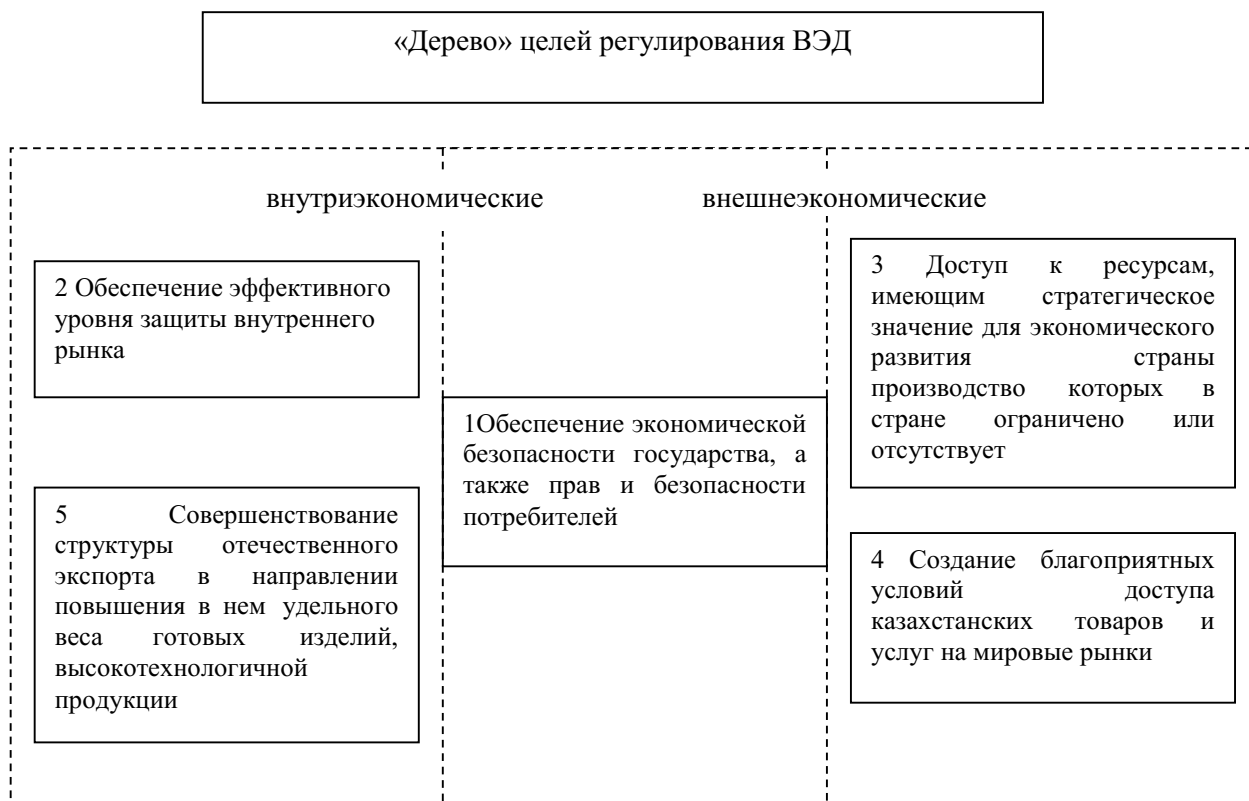 «Дерево» целей регулирования ВЭД
внутриэкономические
внешнеэкономические
2 Обеспечение эффективного
уровня защиты внутреннего
рынка
3 Доступ к ресурсам,
имеющим стратегическое
значение для экономического
развития страны
производство которых в
стране ограничено или
отсутствует
1Обеспечение экономической
безопасности государства, а
также прав и безопасности
потребителей
5 Совершенствование
структуры отечественного
экспорта в направлении
повышения в нем удельного
веса готовых изделий,
высокотехнологичной
продукции
4 Создание благоприятных
условий доступа
казахстанских товаров и
услуг на мировые рынки